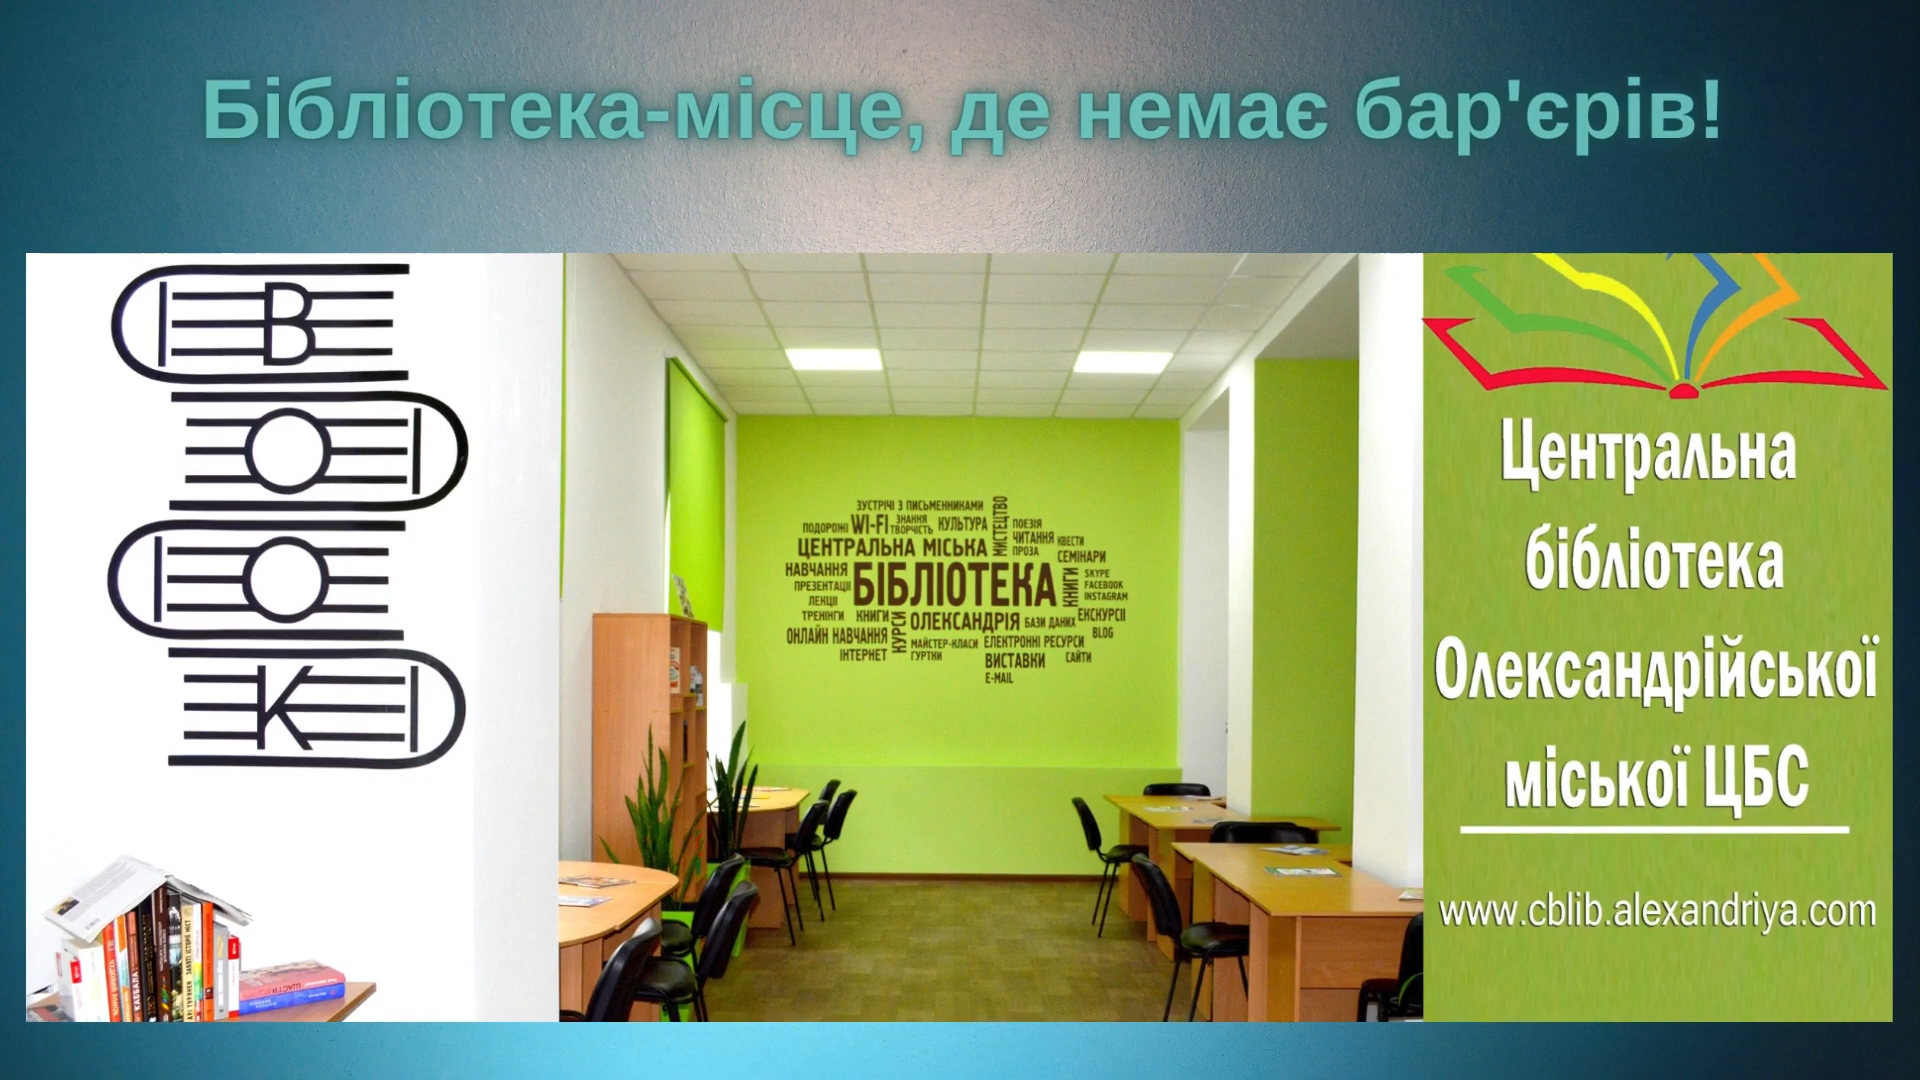 Бібліотека-місце, де немає бар'єрів!
B
O
O
K
ЗУСТРІЧІ З ПИСЬМЕННИКАМИ
МИСТЕЦТВО
ПОДОРОЖІ WI-FI ЗНАННЯ ТВОРЧІСТЬ КУЛЬТУРА ПОЕЗІЯ
ЧИТАННЯ КВЕСТИ
ЦЕНТРАЛЬНА МІСЬКА ПРОЗА СЕМІНАРИ
НАВЧАННЯ БІБЛІОТЕКА КНИГИ SKYPE
ПРЕЗЕНТАЦІЇ FACEBOOK
ЛЕКЦІЇ INSTAGRAM
ТРЕНІНГИ КНИГИ КУРСИ ОЛЕКСАНДРІЯ БАЗИ ДАНИХ ЕКСКУРСІЇ
ОНЛАЙН НАВЧАННЯ МАЙСТЕР-КЛАСИ ЕЛЕКТРОННІ РЕСУРСИ BLOG
ІНТЕРНЕТ ГУРТКИ ВИСТАВКИ САЙТИ
E-MAIL
Центральна
бібліотека
Олександрійської
міської ЦБС
www.cblib.alexandriya.com
КАББАЛА
ЩАСТЯ